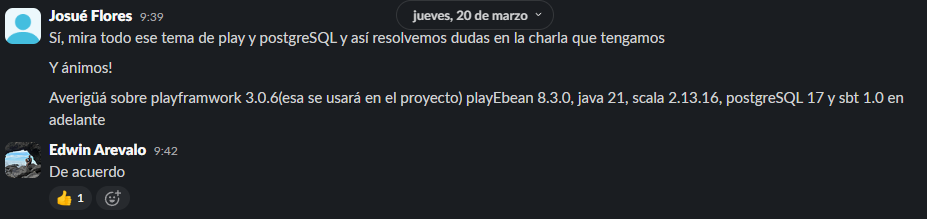 jueves, 20 de marzo
Josué Flores 9:39
Sí, mira todo ese tema de play y postgreSQL y así resolvemos dudas en la charla que tengamos
Y ánimos!
Averigüá sobre playframwork 3.0.6(esa se usará en el proyecto) playEbean 8.3.0, java 21, scala 2.13.16, postgreSQL 17 y sbt 1.0 en
adelante
Edwin Arevalo 9:42
De acuerdo
👍 1